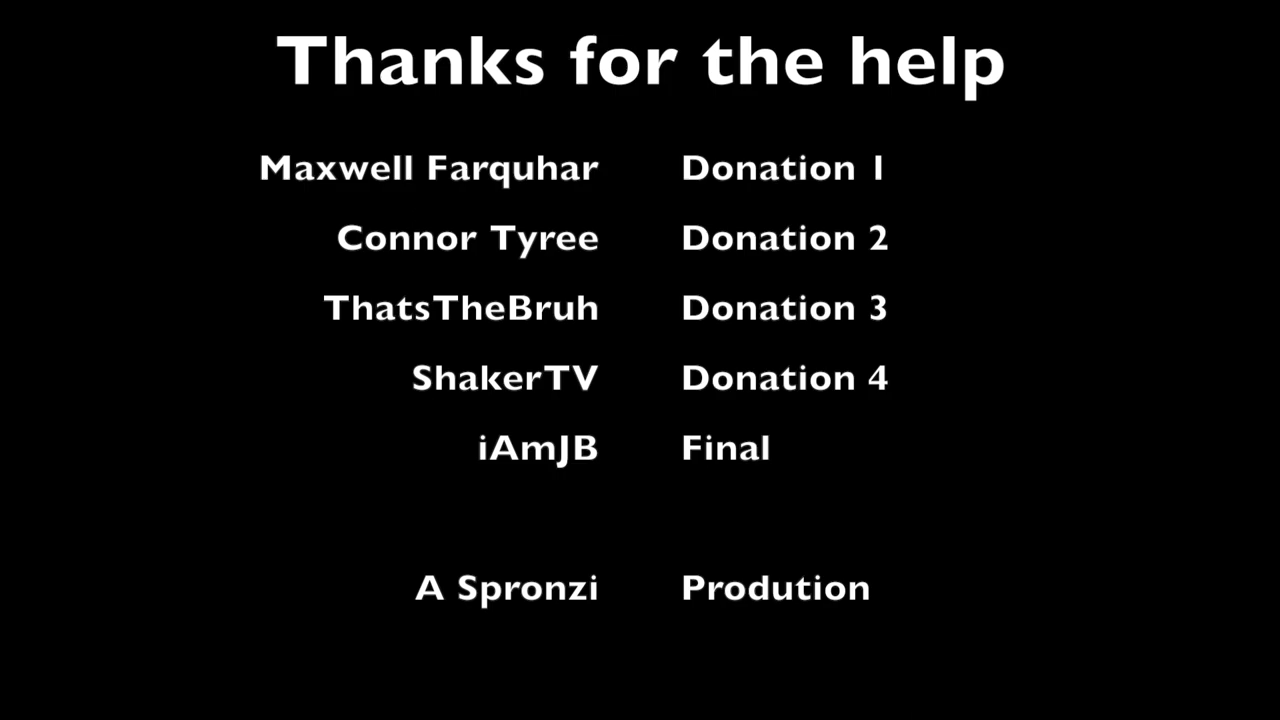 Thanks for the help
Maxwell Farquhar Donation 1
Connor Tyree Donation 2
ThatsTheBruh Donation 3
ShakerTV Donation 4
iAmJB Final
A Spronzi Prodution